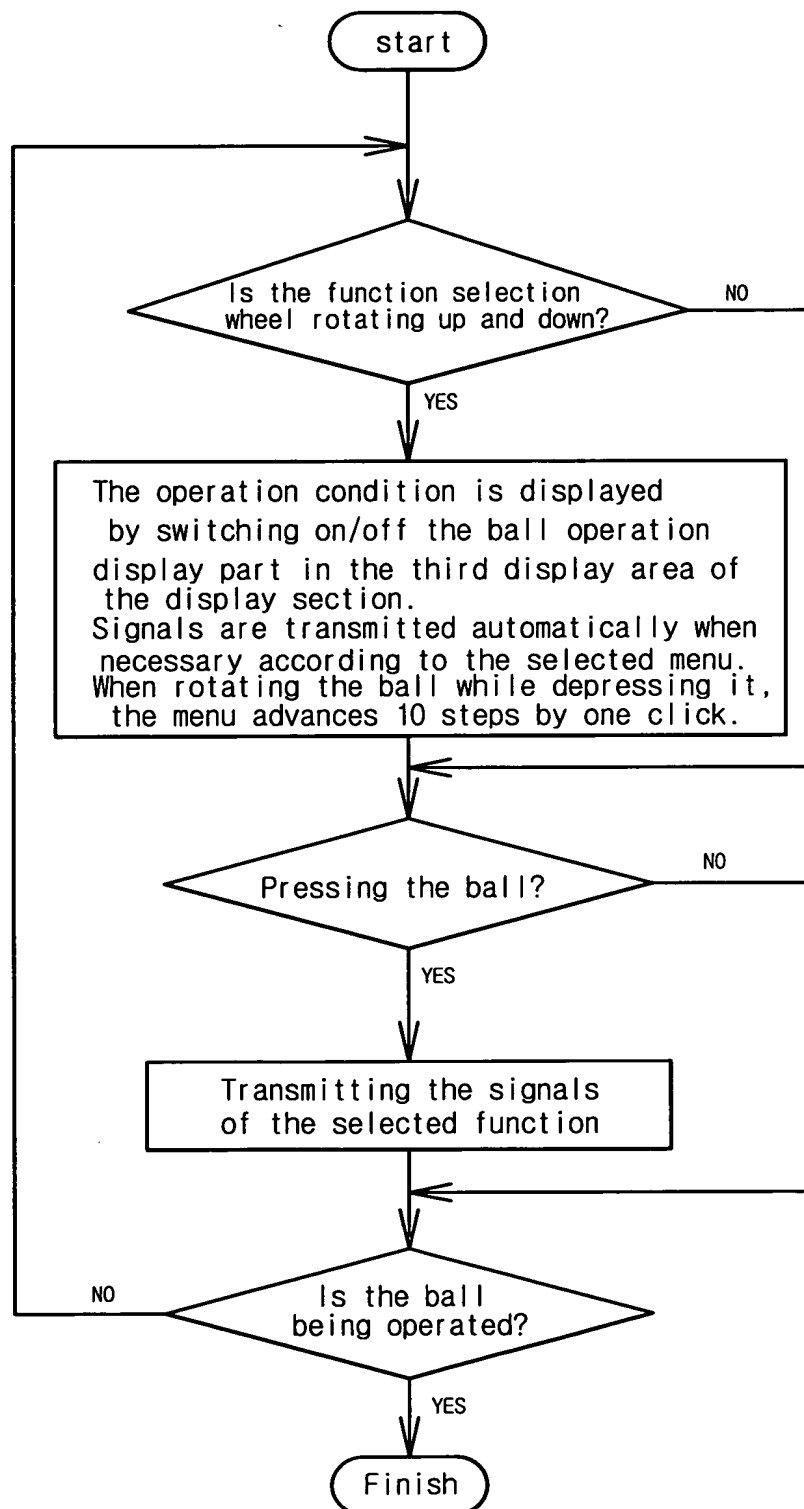 start
Is the function selection
wheel rotating up and down?
NO
YES
The operation condition is displayed
by switching on/off the ball operation
display part in the third display area of
the display section.
Signals are transmitted automatically when
necessary according to the selected menu.
When rotating the ball while depressing it,
the menu advances 10 steps by one click.
Pressing the ball?
NO
YES
Transmitting the signals
of the selected function
NO
Is the ball
being operated?
YES
Finish